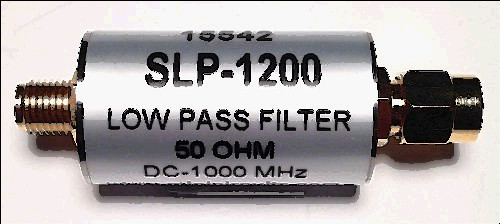 15542
SLP-1200
LOW PASS FILTER
50 OHM
DC-1000 MHz